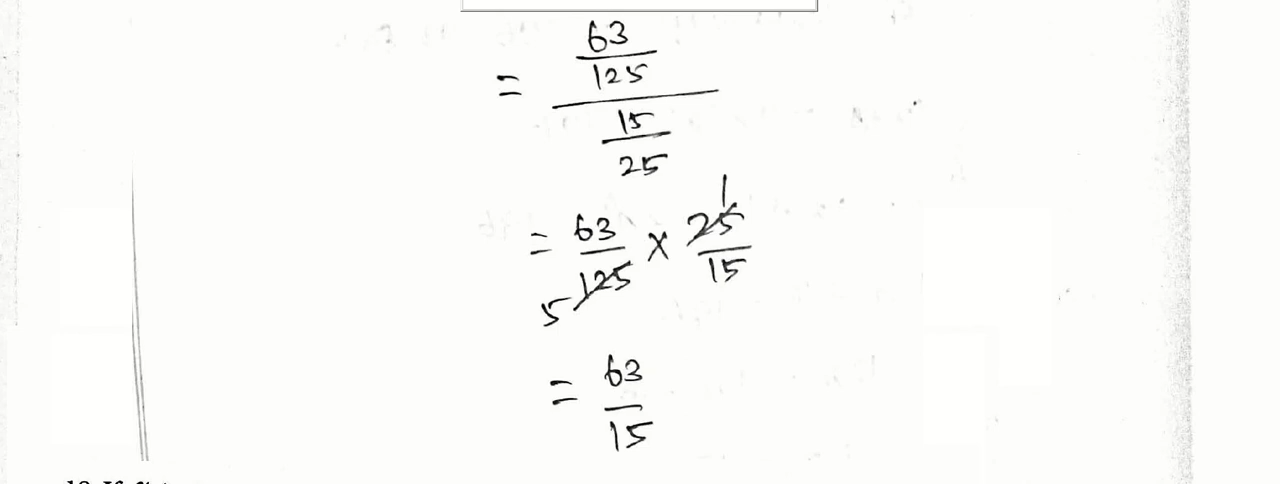 = 63/125 / 15/25
= 63/125 × 25/15 1 5
= 63/15